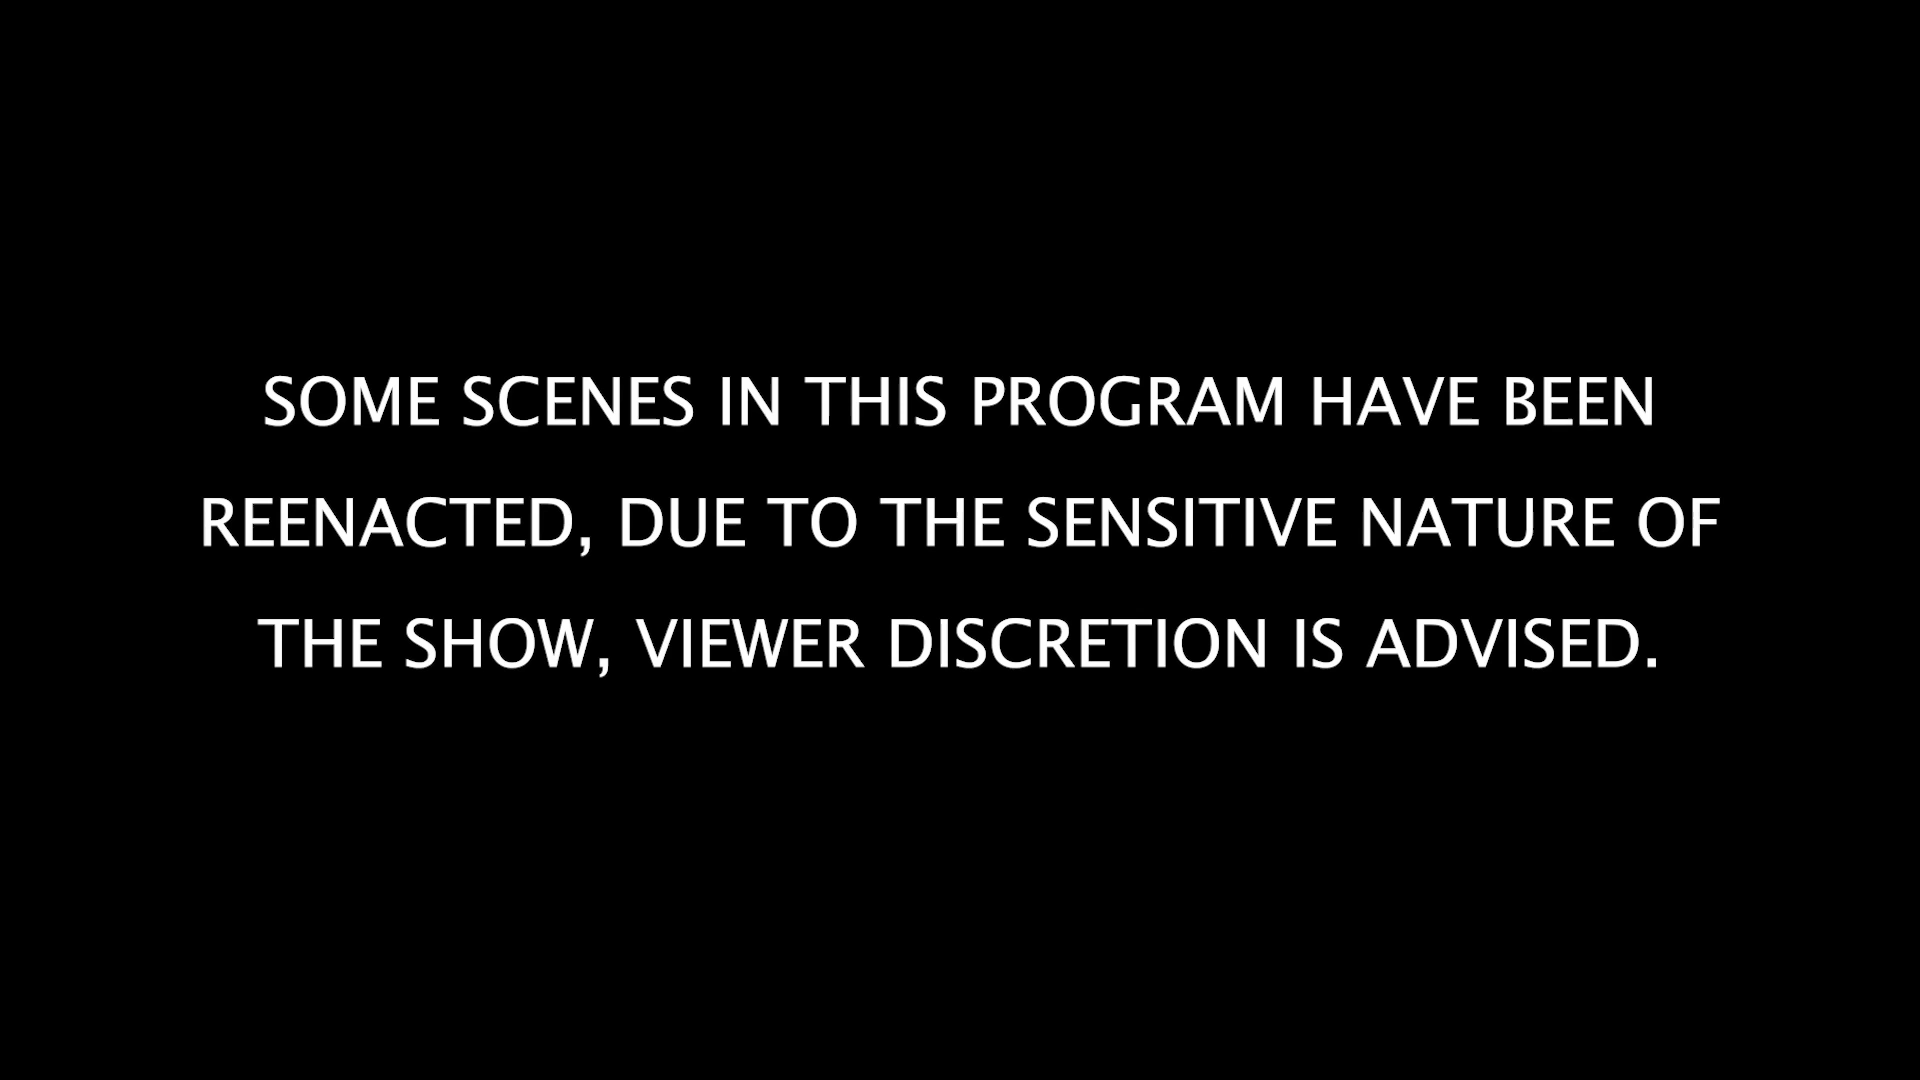 SOME SCENES IN THIS PROGRAM HAVE BEEN
REENACTED, DUE TO THE SENSITIVE NATURE OF
THE SHOW, VIEWER DISCRETION IS ADVISED.